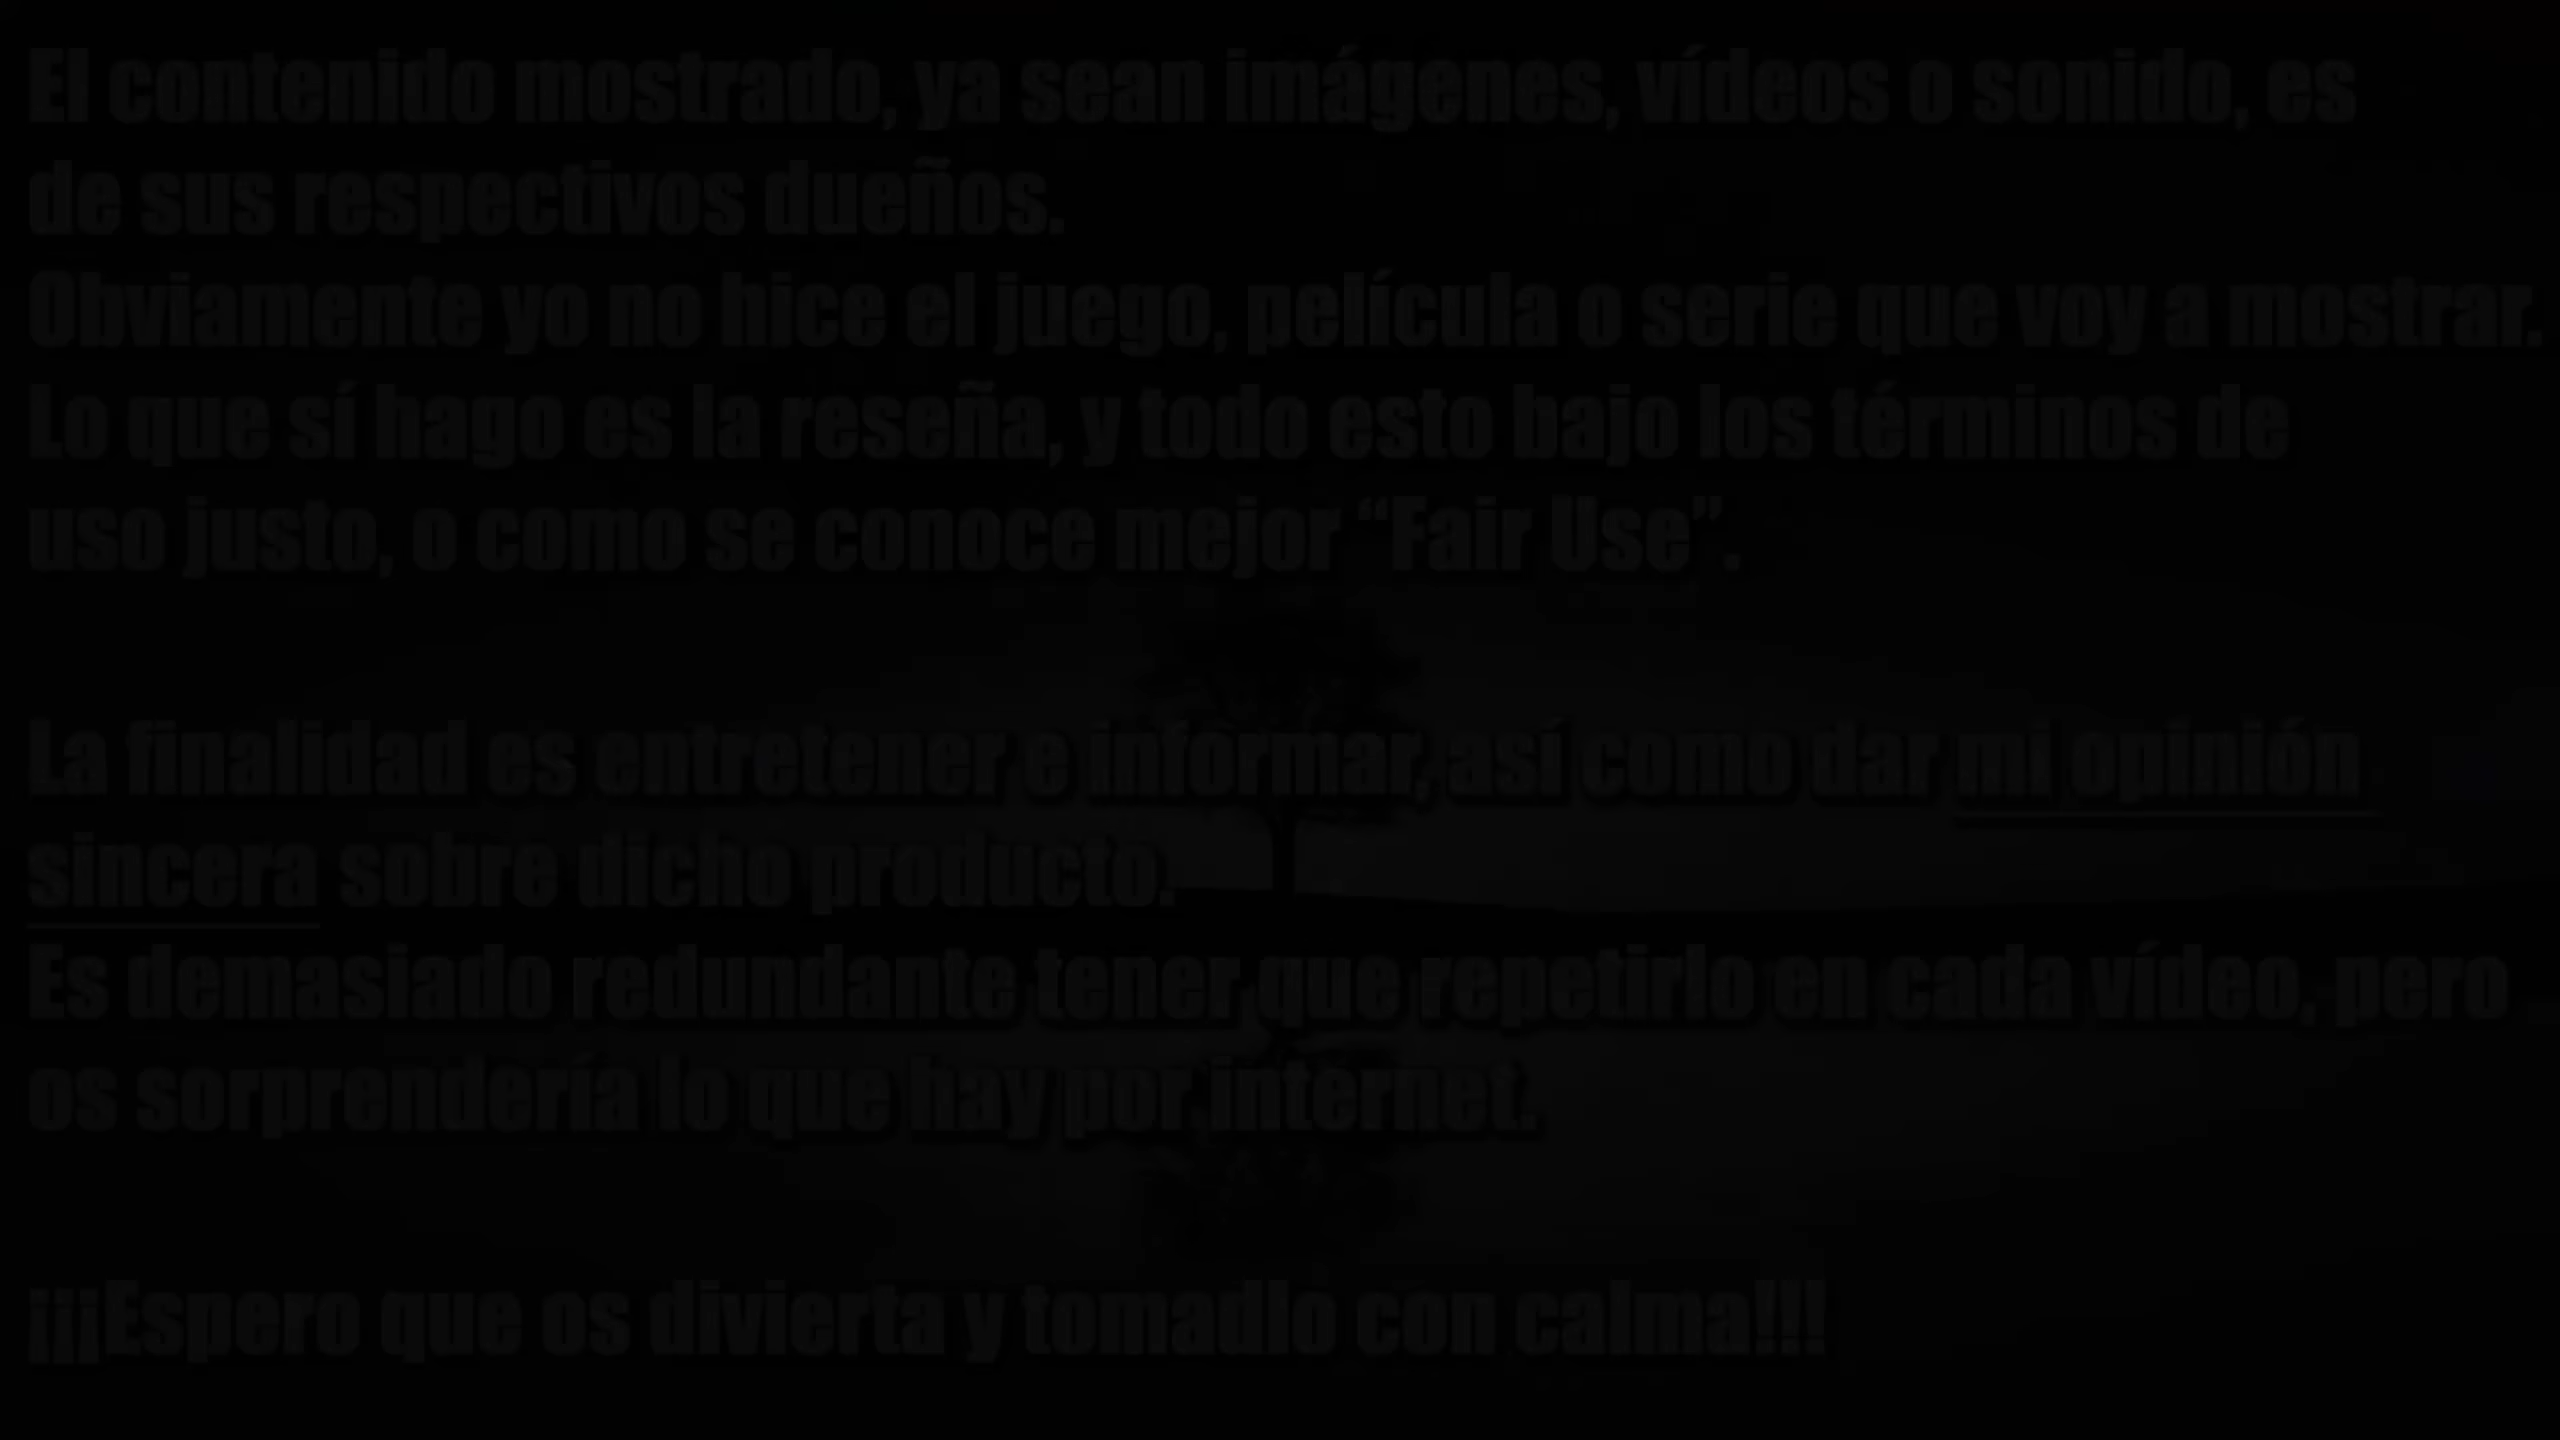 El contenido mostrado, ya sean imágenes, vídeos o sonido, es
de sus respectivos dueños.
Obviamente yo no hice el juego, película o serie que voy a mostrar.
Lo que sí hago es la reseña, y todo esto bajo los términos de
uso justo, o como se conoce mejor “Fair Use”.
La finalidad es entretener e informar, así como dar mi opinión
sincera sobre dicho producto.
Es demasiado redundante tener que repetirlo en cada vídeo, pero
os sorprendería lo que hay por internet.
¡¡¡Espero que os divierta y tomadlo con calma!!!